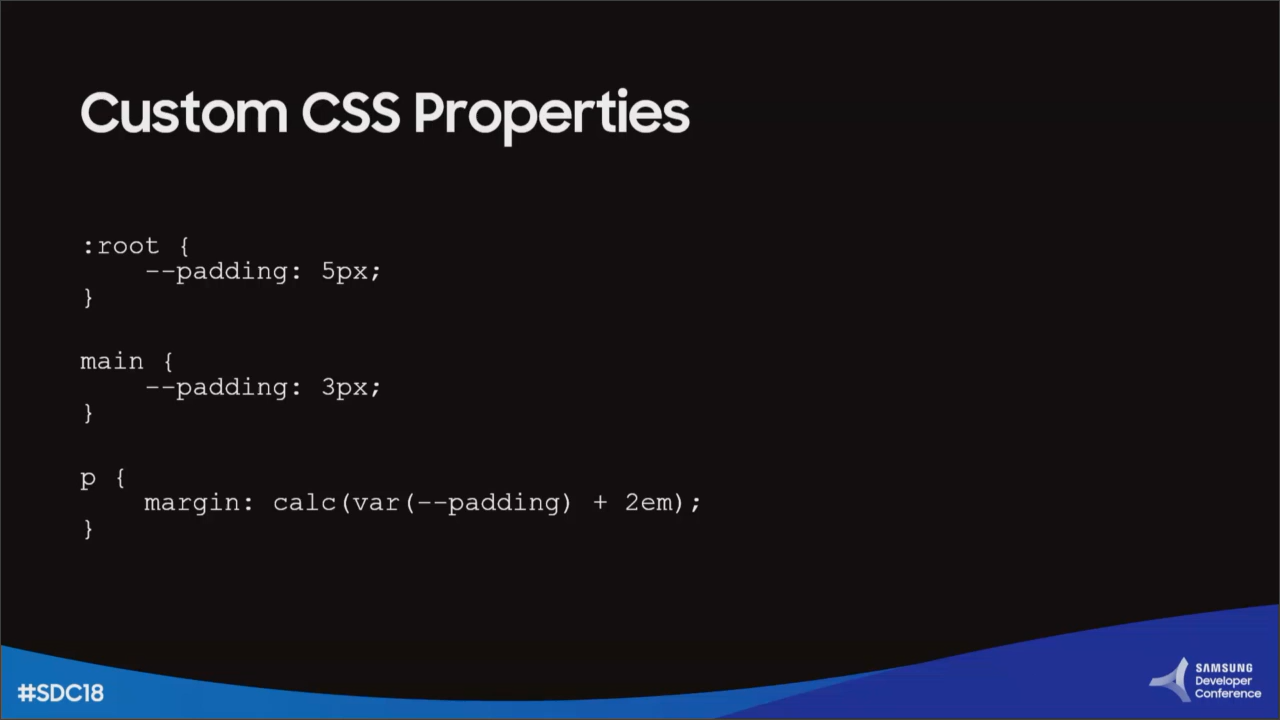 Custom CSS Properties
:root {
    --padding: 5px;
}
main {
    --padding: 3px;
}
p {
    margin: calc(var(--padding) + 2em);
}
#SDC18
SAMSUNG
Developer
Conference